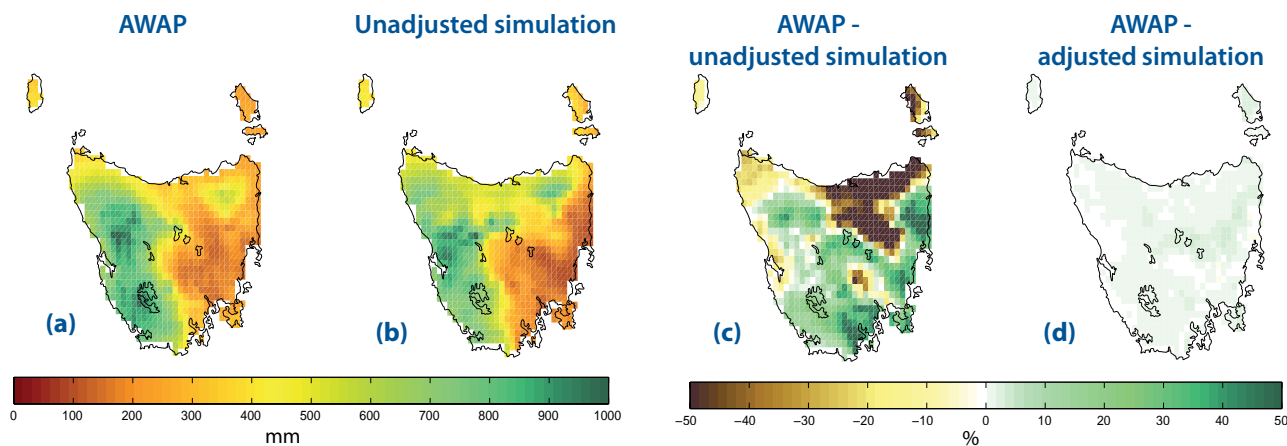 AWAP
Unadjusted simulation
AWAP -
unadjusted simulation
AWAP -
adjusted simulation
(a)
(b)
(c)
(d)
0 100 200 300 400 500 600 700 800 900 1000
mm
−50 −40 −30 −20 −10 0 10 20 30 40 50
%